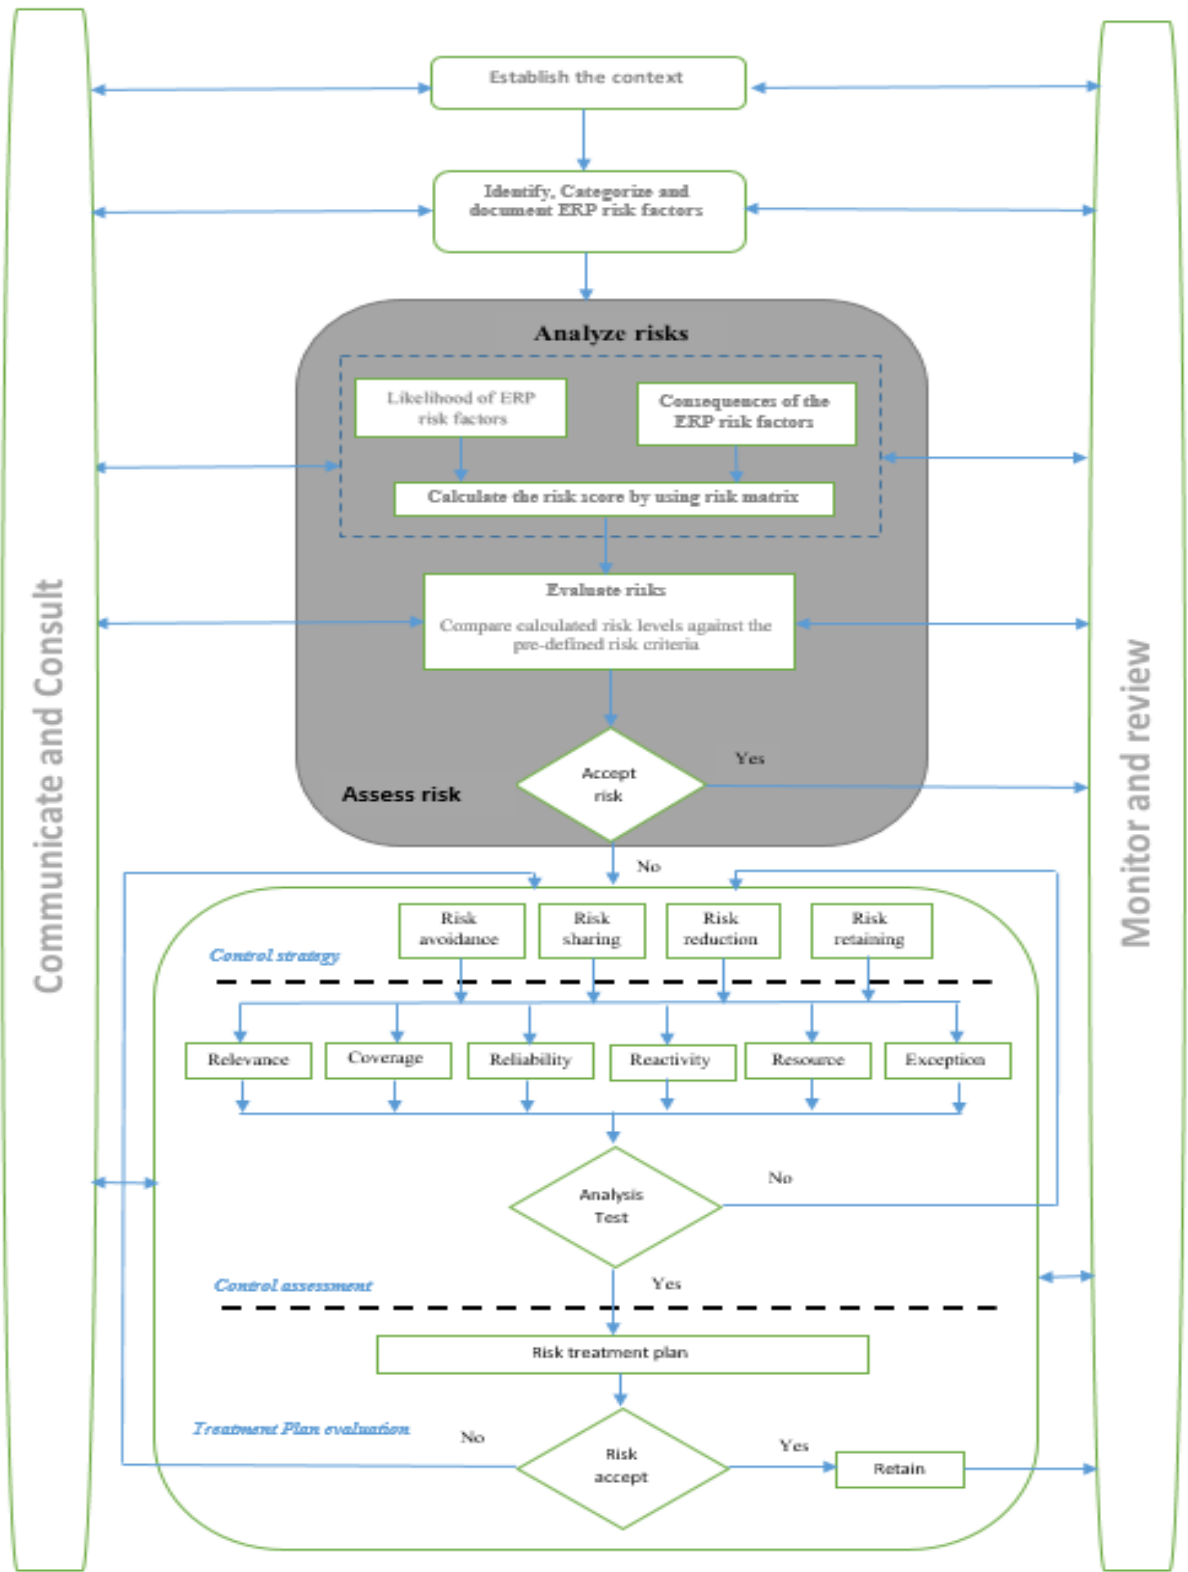 Establish the context
Identify, Categorize and
document ERP risk factors
Analyze risks
Likelihood of ERP
risk factors
Consequences of the
ERP risk factors
Calculate the risk score by using risk matrix
Evaluate risks
Compare calculated risk levels against the
pre-defined risk criteria
Accept
risk
Yes
Assess risk
No
Communicate and Consult
Monitor and review
Risk
avoidance
Risk
sharing
Risk
reduction
Risk
retaining
Control strategy
Relevance
Coverage
Reliability
Reactivity
Resource
Exception
Analysis
Test
No
Control assessment
Yes
Risk treatment plan
Treatment Plan evaluation
No
Risk
accept
Yes
Retain